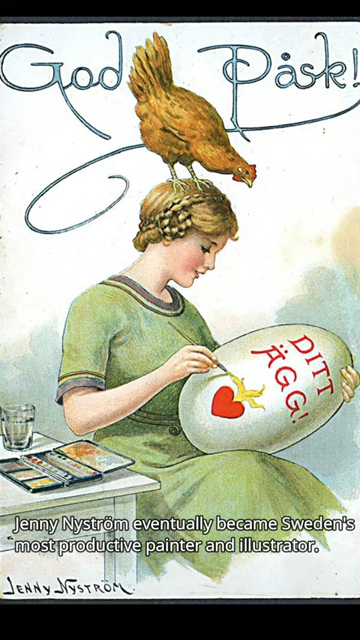 God Påsk!
DITT
ÄGG!
Jenny Nyström eventually became Sweden's
most productive painter and illustrator.
JENNY NYSTRÖM.